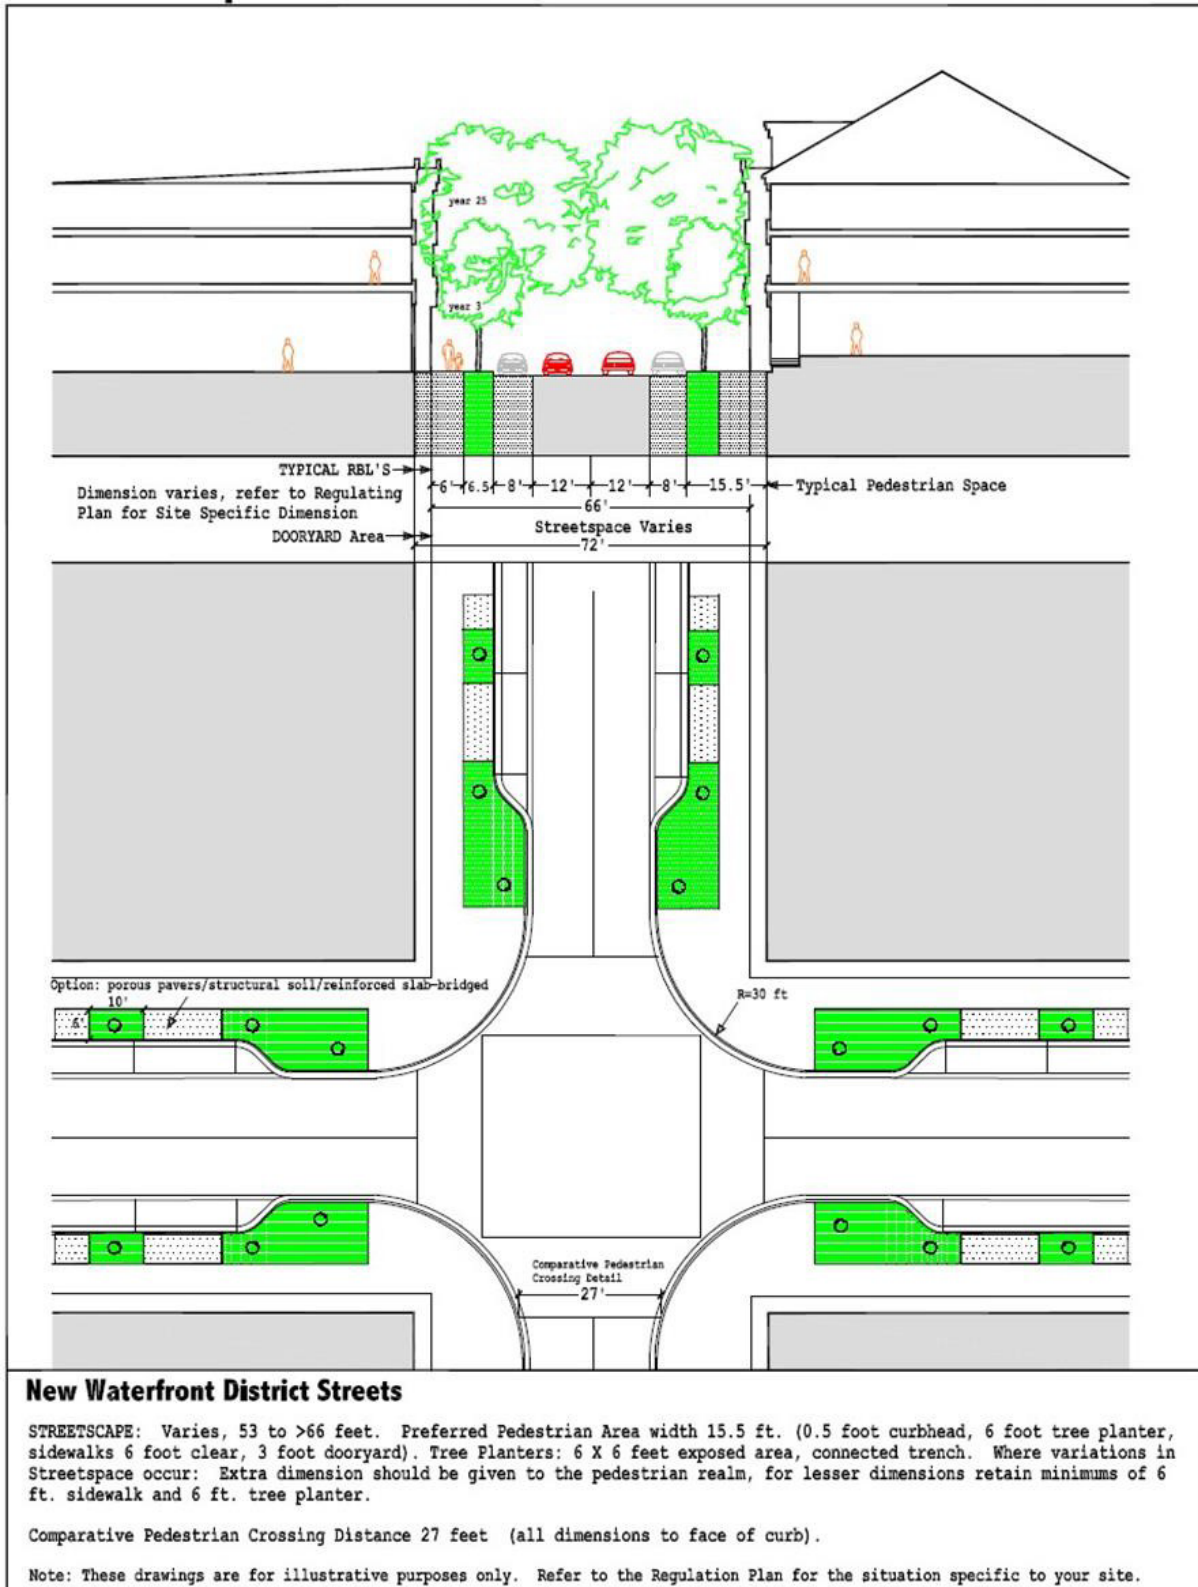 year 25
year 3
TYPICAL RBL'S
Dimension varies, refer to Regulating
Plan for Site Specific Dimension
DOORYARD Area
6' 6.5 8' 12' 12' 8' 15.5'
Typical Pedestrian Space
66'
Streetspace Varies
72'
Option: porous pavers/structural soil/reinforced slab-bridged
10'
6'
R=30 ft
Comparative Pedestrian
Crossing Detail
27'
New Waterfront District Streets
STREETSCAPE: Varies, 53 to >66 feet. Preferred Pedestrian Area width 15.5 ft. (0.5 foot curbhead, 6 foot tree planter,
sidewalks 6 foot clear, 3 foot dooryard). Tree Planters: 6 X 6 feet exposed area, connected trench. Where variations in
Streetspace occur: Extra dimension should be given to the pedestrian realm, for lesser dimensions retain minimums of 6
ft. sidewalk and 6 ft. tree planter.
Comparative Pedestrian Crossing Distance 27 feet (all dimensions to face of curb).
Note: These drawings are for illustrative purposes only. Refer to the Regulation Plan for the situation specific to your site.